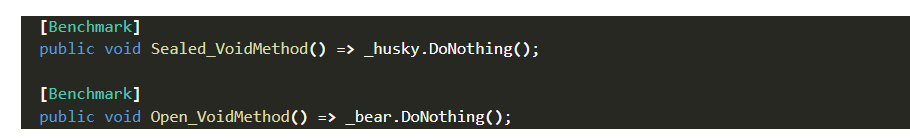 [Benchmark]
public void Sealed_VoidMethod() => _husky.DoNothing();
[Benchmark]
public void Open_VoidMethod() => _bear.DoNothing();